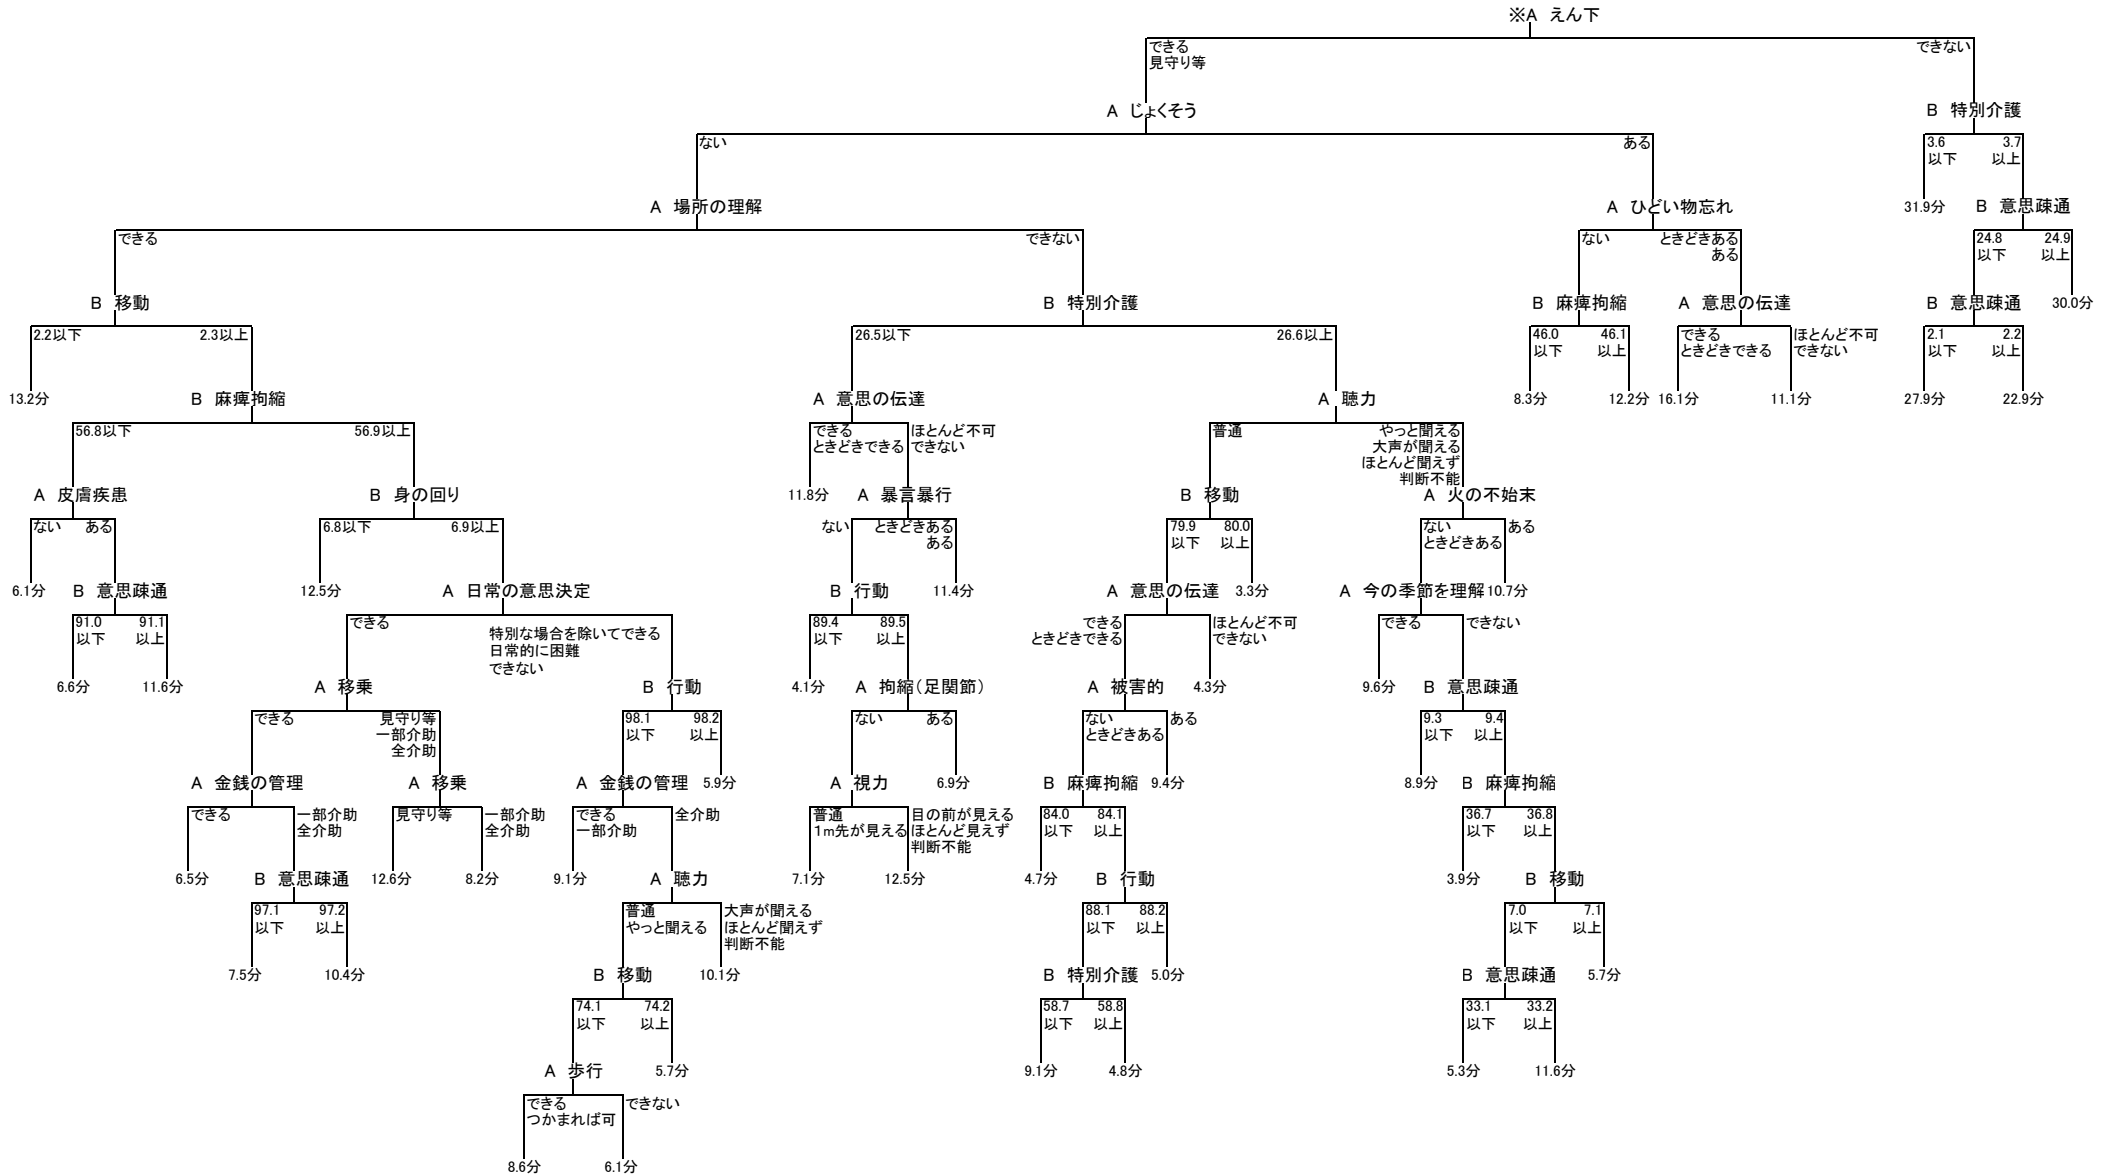 ※A えん下
できる
見守り等
できない
A じょくそう
B 特別介護
ない
ある
3.6
以下
3.7
以上
A 場所の理解
A ひどい物忘れ
31.9分
B 意思疎通
できる
できない
ない
ときどきある
ある
24.8
以下
24.9
以上
B 移動
B 特別介護
B 麻痺拘縮
A 意思の伝達
B 意思疎通
30.0分
2.2以下
2.3以上
26.5以下
26.6以上
46.0
以下
46.1
以上
できる
ときどきできる
ほとんど不可
できない
2.1
以下
2.2
以上
13.2分
B 麻痺拘縮
A 意思の伝達
A 聴力
8.3分
12.2分
16.1分
11.1分
27.9分
22.9分
56.8以下
56.9以上
できる
ときどきできる
ほとんど不可
できない
普通
やっと聞える
大声が聞える
ほとんど聞えず
判断不能
A 皮膚疾患
B 身の回り
11.8分
A 暴言暴行
B 移動
A 火の不始末
ない
ある
6.8以下
6.9以上
ない
ときどきある
ある
79.9
以下
80.0
以上
ない
ときどきある
ある
6.1分
B 意思疎通
12.5分
A 日常の意思決定
B 行動
11.4分
A 意思の伝達
3.3分
A 今の季節を理解
10.7分
91.0
以下
91.1
以上
できる
特別な場合を除いてできる
日常的に困難
できない
89.4
以下
89.5
以上
できる
ときどきできる
ほとんど不可
できない
できる
できない
6.6分
11.6分
A 移乗
B 行動
4.1分
A 拘縮（足関節）
A 被害的
4.3分
9.6分
B 意思疎通
できる
見守り等
一部介助
全介助
98.1
以下
98.2
以上
ない
ある
ない
ときどきある
ある
9.3
以下
9.4
以上
A 金銭の管理
A 移乗
A 金銭の管理
5.9分
A 視力
6.9分
B 麻痺拘縮
9.4分
8.9分
B 麻痺拘縮
できる
一部介助
全介助
見守り等
一部介助
全介助
できる
一部介助
全介助
普通
1ｍ先が見える
目の前が見える
ほとんど見えず
判断不能
84.0
以下
84.1
以上
36.7
以下
36.8
以上
6.5分
B 意思疎通
12.6分
8.2分
9.1分
A 聴力
7.1分
12.5分
4.7分
B 行動
3.9分
B 移動
97.1
以下
97.2
以上
普通
やっと聞える
大声が聞える
ほとんど聞えず
判断不能
88.1
以下
88.2
以上
7.0
以下
7.1
以上
7.5分
10.4分
B 移動
10.1分
B 特別介護
5.0分
B 意思疎通
5.7分
74.1
以下
74.2
以上
58.7
以下
58.8
以上
33.1
以下
33.2
以上
A 歩行
5.7分
9.1分
4.8分
5.3分
11.6分
できる
つかまれば可
できない
8.6分
6.1分